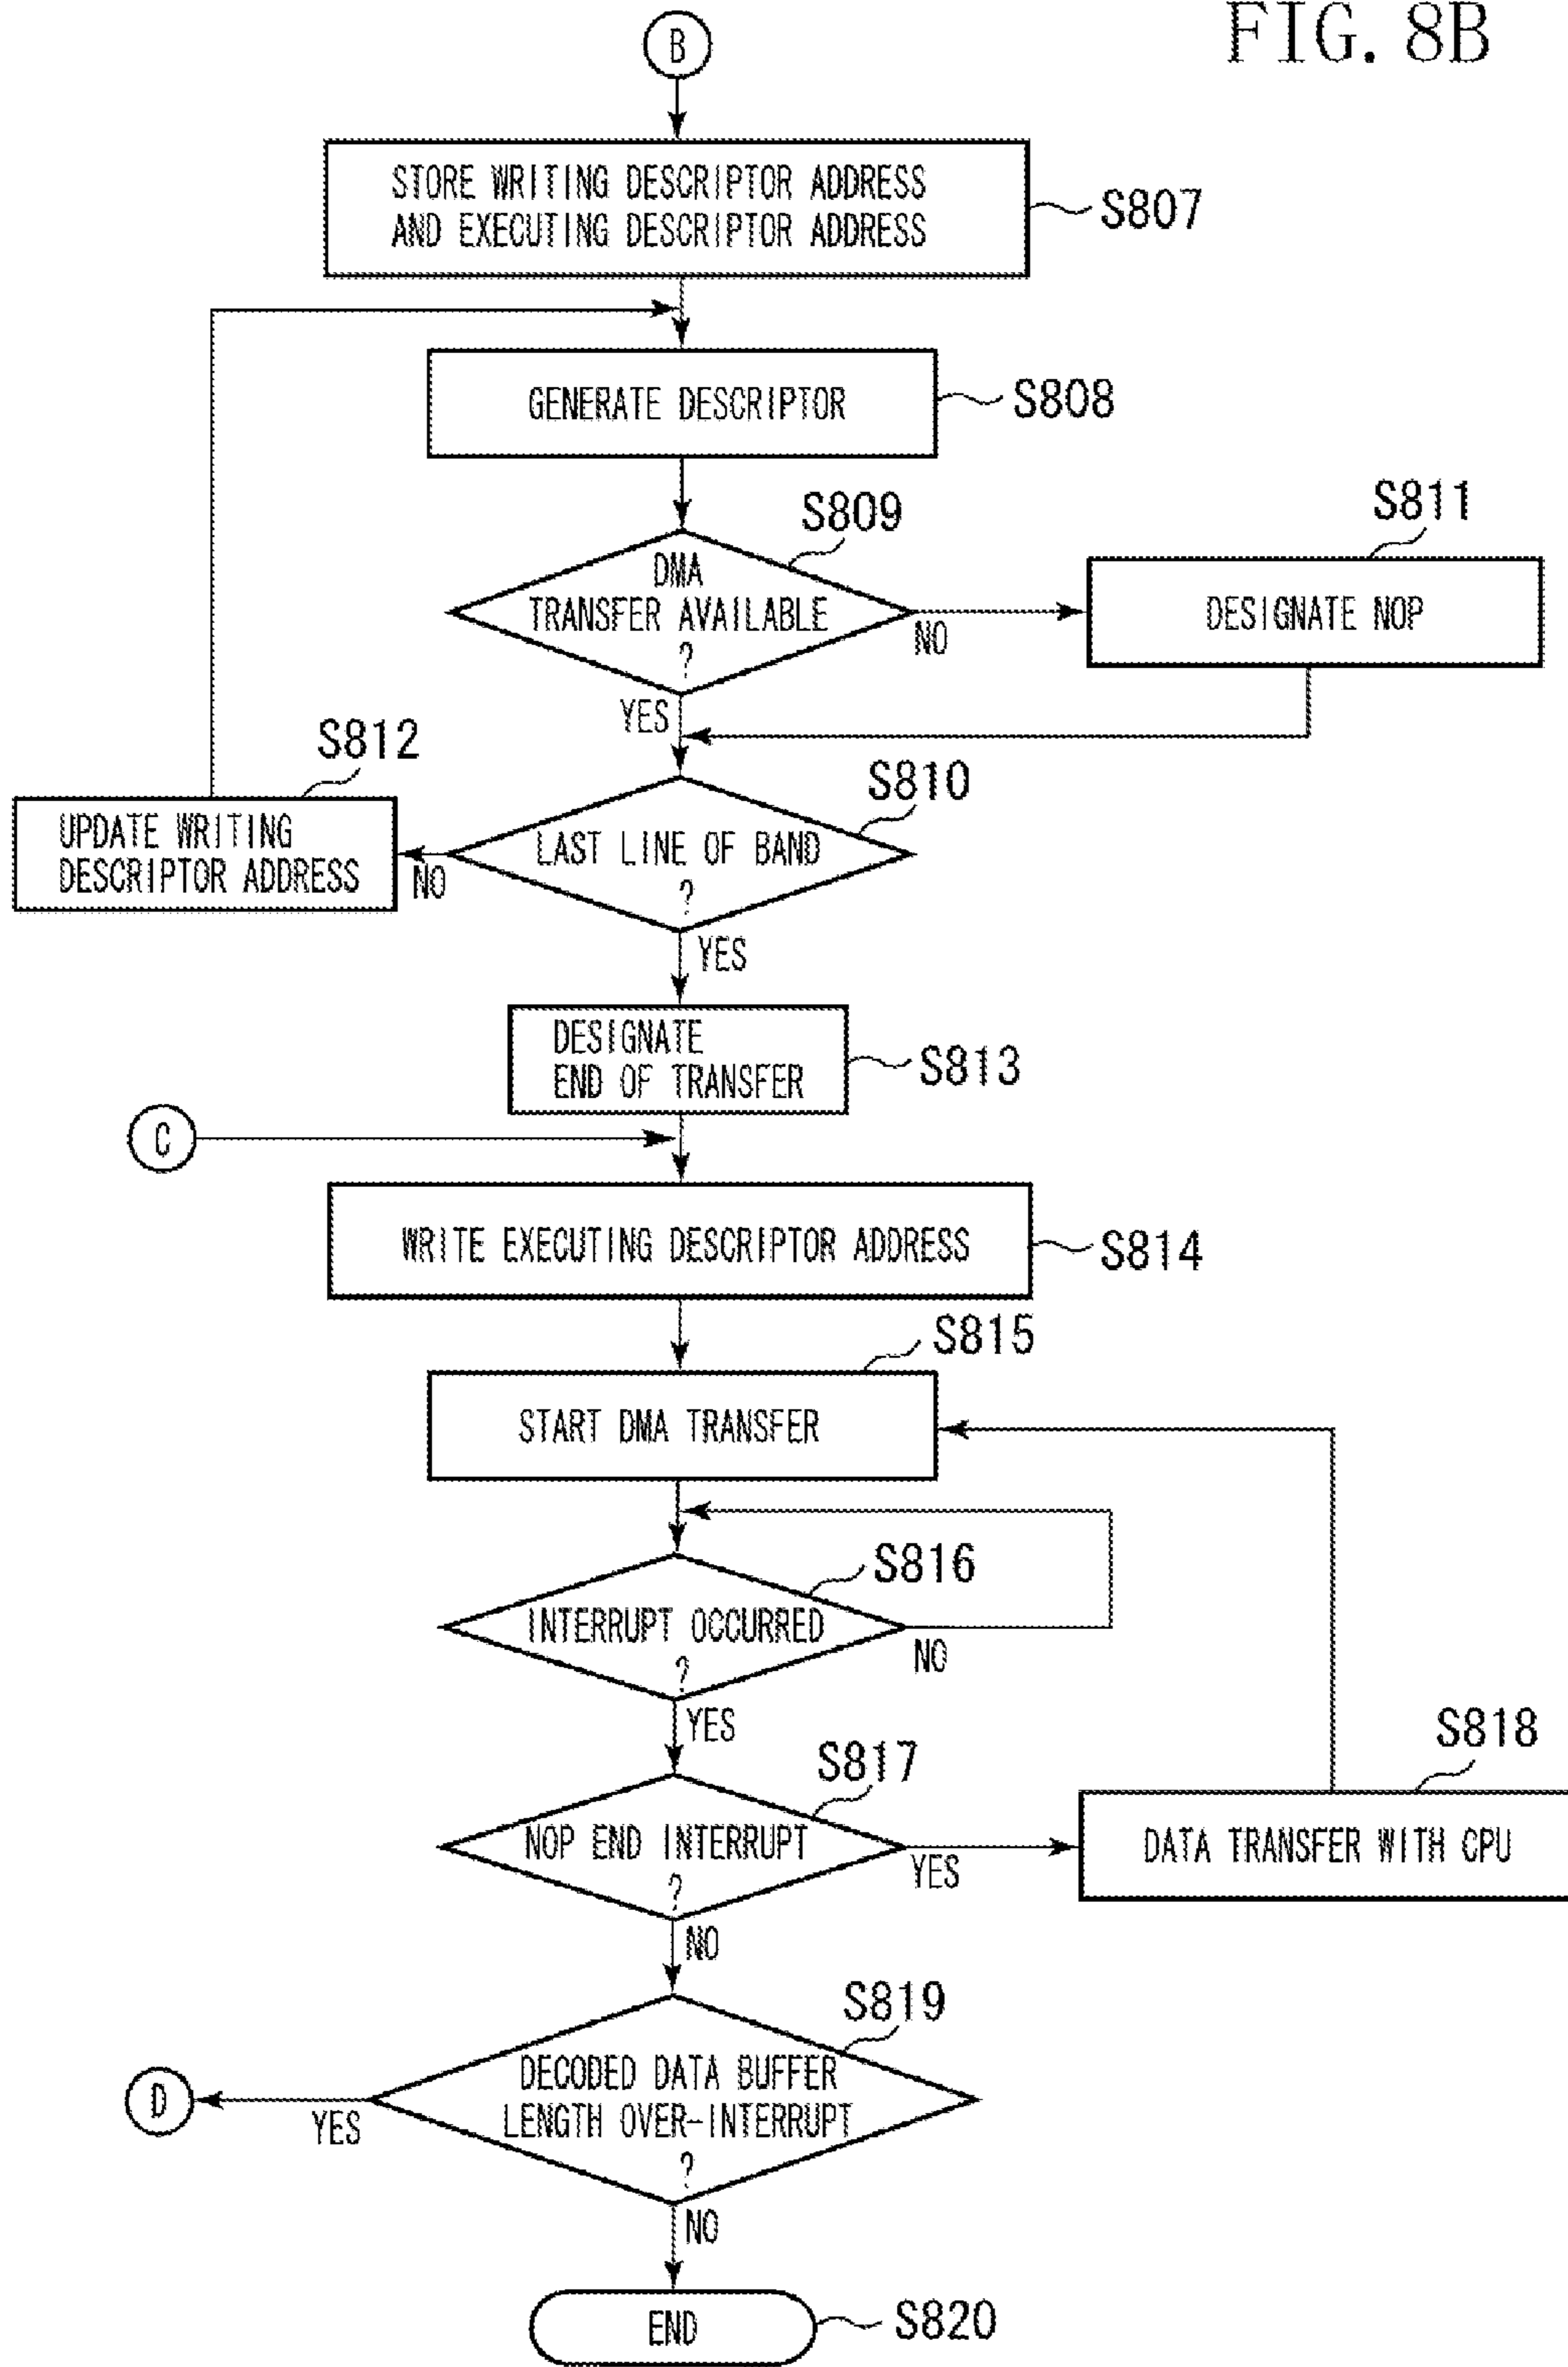 FIG. 8B
B
STORE WRITING DESCRIPTOR ADDRESS
AND EXECUTING DESCRIPTOR ADDRESS
S807
GENERATE DESCRIPTOR
S808
S809
DMA
TRANSFER AVAILABLE
?
NO
YES
S811
DESIGNATE NOP
S812
UPDATE WRITING
DESCRIPTOR ADDRESS
S810
LAST LINE OF BAND
?
NO
YES
DESIGNATE
END OF TRANSFER
S813
C
WRITE EXECUTING DESCRIPTOR ADDRESS
S814
S815
START DMA TRANSFER
S816
INTERRUPT OCCURRED
?
NO
YES
S817
NOP END INTERRUPT
?
YES
NO
S818
DATA TRANSFER WITH CPU
S819
DECODED DATA BUFFER
LENGTH OVER-INTERRUPT
?
D
YES
NO
END
S820